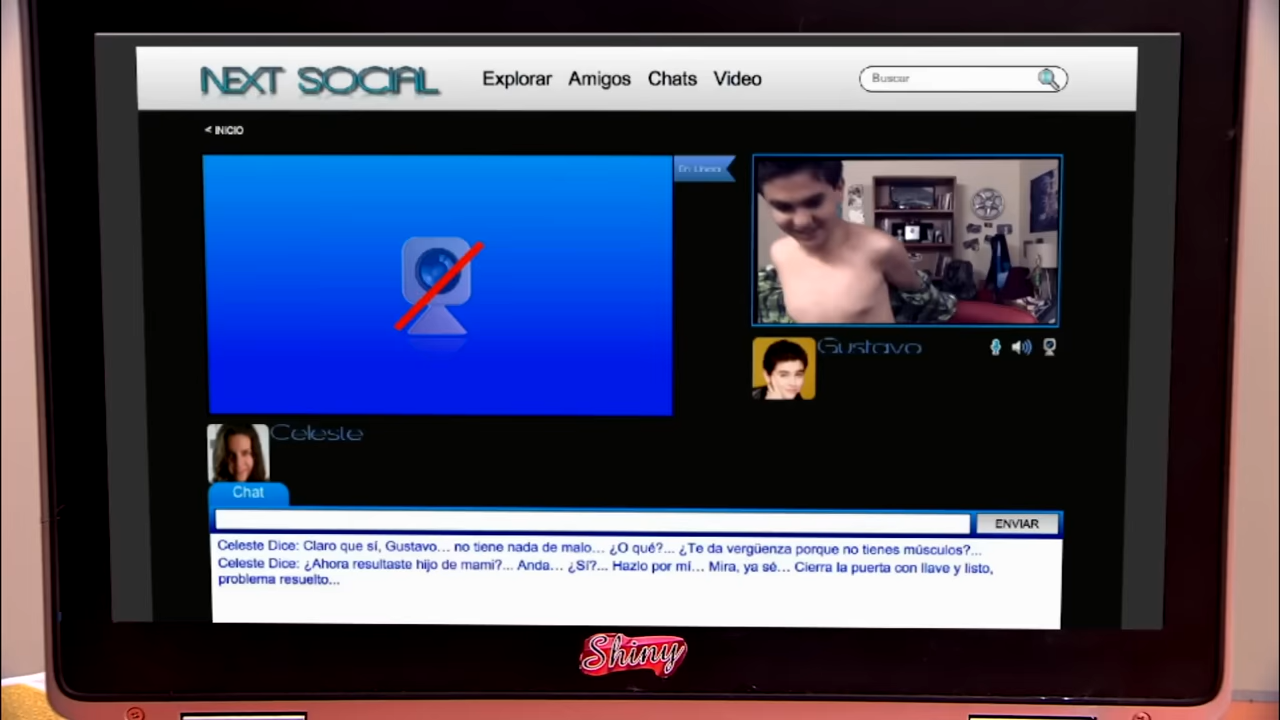 NEXT SOCIAL
Explorar Amigos Chats Video
Buscar
< INICIO
En Línea
Gustavo
Celeste
Chat
ENVIAR
Celeste Dice: Claro que sí, Gustavo... no tiene nada de malo... ¿O qué?... ¿Te da vergüenza porque no tienes músculos?...
Celeste Dice: ¿Ahora resultaste hijo de mami?... Anda... ¿Sí?... Hazlo por mí... Mira, ya sé... Cierra la puerta con llave y listo,
problema resuelto...
Shiny